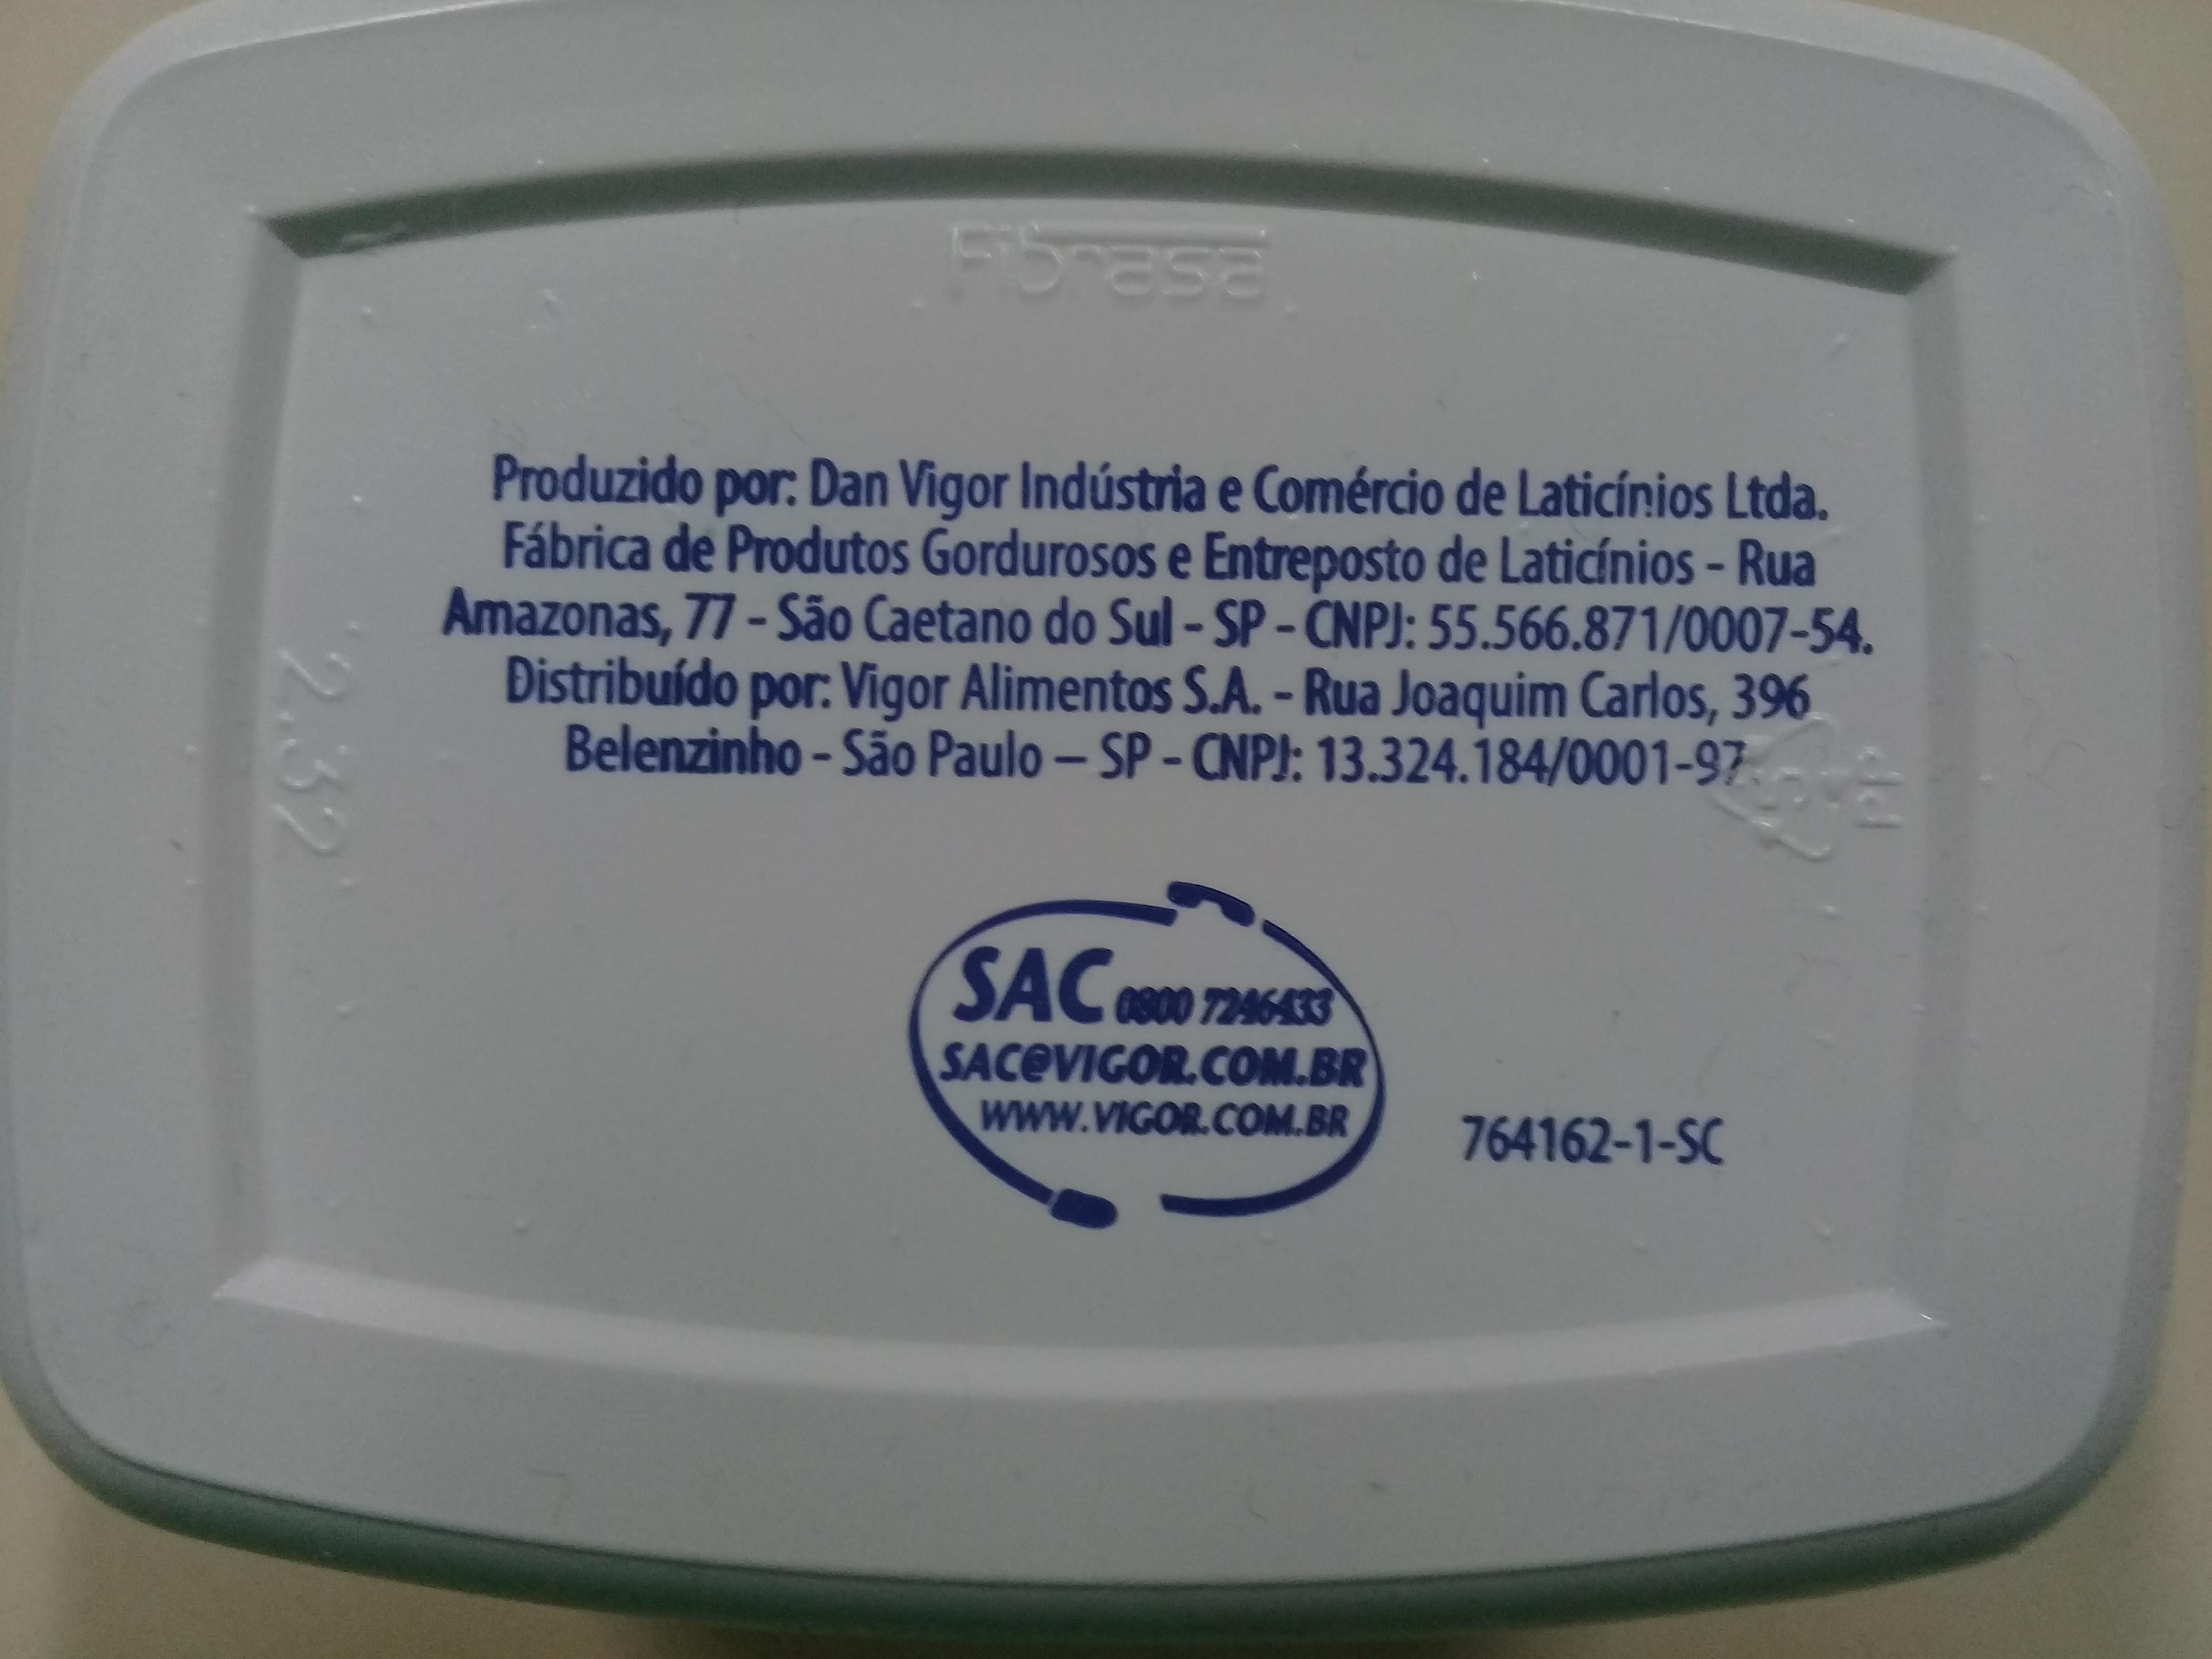 Fibrasa
Produzido por: Dan Vigor Indústria e Comércio de Laticínios Ltda.
Fábrica de Produtos Gordurosos e Entreposto de Laticínios - Rua
Amazonas, 77 - São Caetano do Sul - SP - CNPJ: 55.566.871/0007-54.
Distribuído por: Vigor Alimentos S.A. - Rua Joaquim Carlos, 396
Belenzinho - São Paulo – SP - CNPJ: 13.324.184/0001-97.
2.32
5
PP
SAC 0800 7246433
SAC@VIGOR.COM.BR
WWW.VIGOR.COM.BR
764162-1-SC